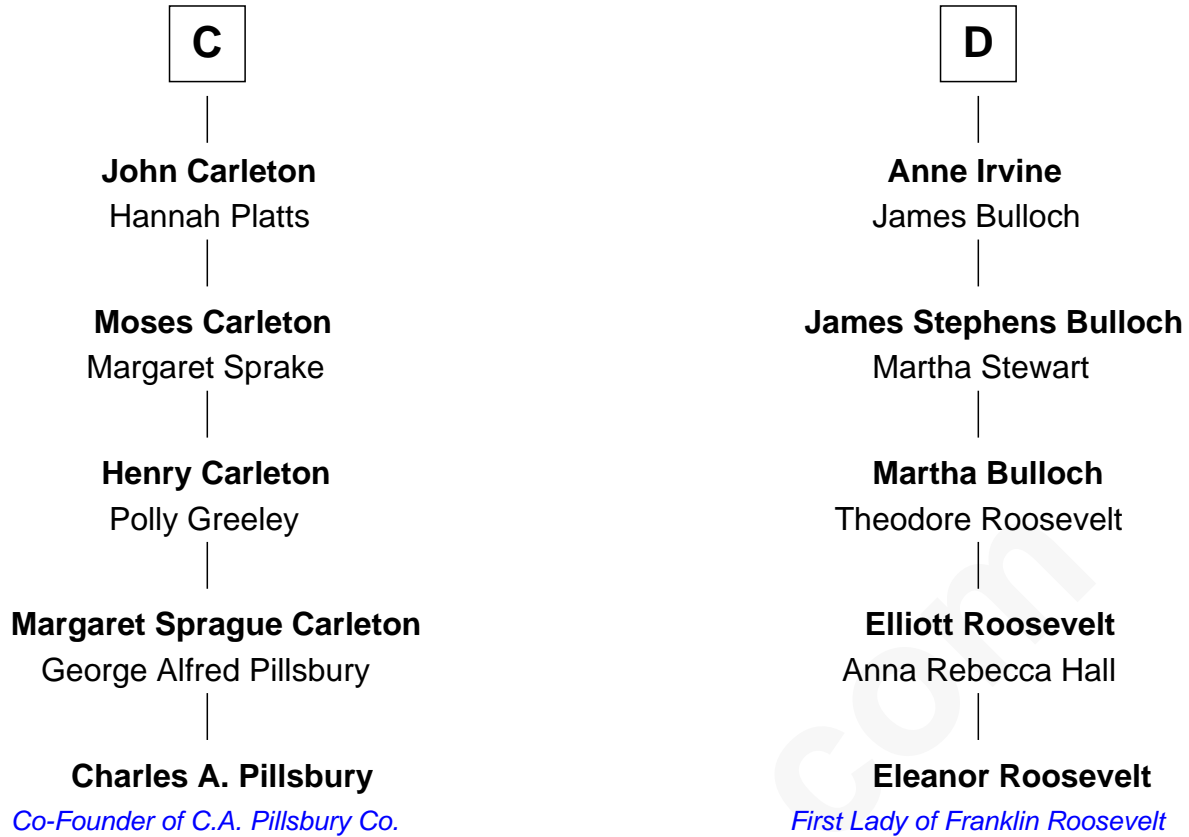 C
John Carleton
Hannah Platts
Moses Carleton
Margaret Sprake
Henry Carleton
Polly Greeley
Margaret Sprague Carleton
George Alfred Pillsbury
Charles A. Pillsbury
Co-Founder of C.A. Pillsbury Co.
D
Anne Irvine
James Bulloch
James Stephens Bulloch
Martha Stewart
Martha Bulloch
Theodore Roosevelt
Elliott Roosevelt
Anna Rebecca Hall
Eleanor Roosevelt
First Lady of Franklin Roosevelt
com